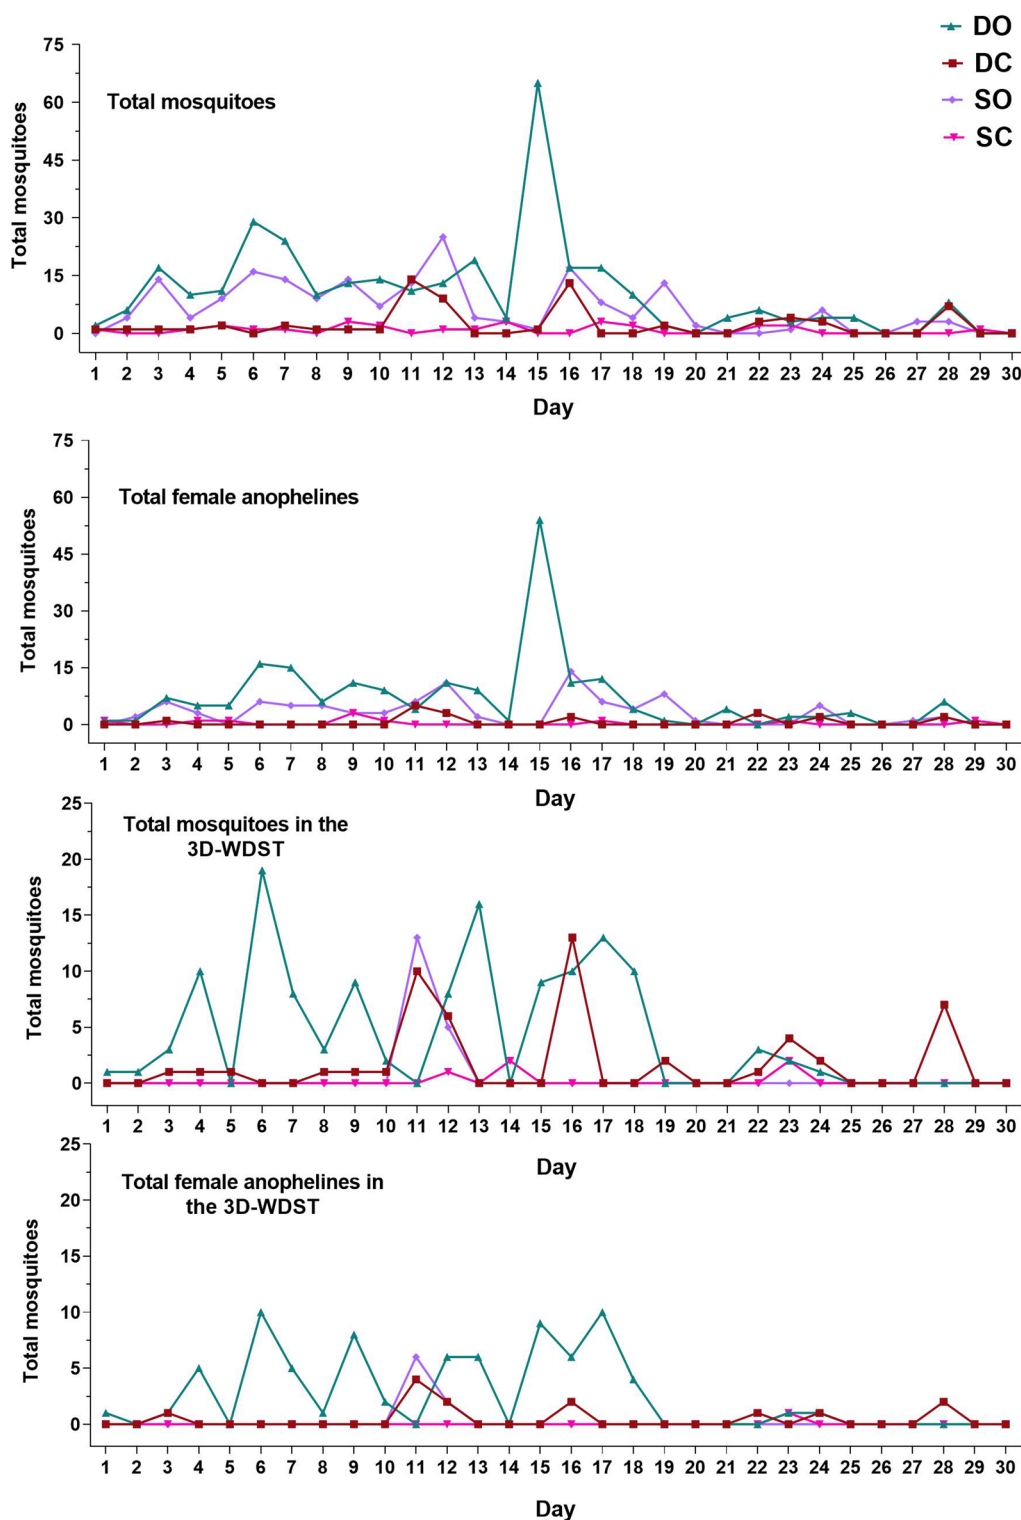 DO
DC
SO
SC
75
60
45
30
15
0
Total mosquitoes
Total mosquitoes
1 2 3 4 5 6 7 8 9 10 11 12 13 14 15 16 17 18 19 20 21 22 23 24 25 26 27 28 29 30
Day
75
60
45
30
15
0
Total mosquitoes
Total female anophelines
1 2 3 4 5 6 7 8 9 10 11 12 13 14 15 16 17 18 19 20 21 22 23 24 25 26 27 28 29 30
Day
25
20
15
10
5
0
Total mosquitoes
Total mosquitoes in the
3D-WDST
1 2 3 4 5 6 7 8 9 10 11 12 13 14 15 16 17 18 19 20 21 22 23 24 25 26 27 28 29 30
Day
25
20
15
10
5
0
Total mosquitoes
Total female anophelines in
the 3D-WDST
1 2 3 4 5 6 7 8 9 10 11 12 13 14 15 16 17 18 19 20 21 22 23 24 25 26 27 28 29 30
Day